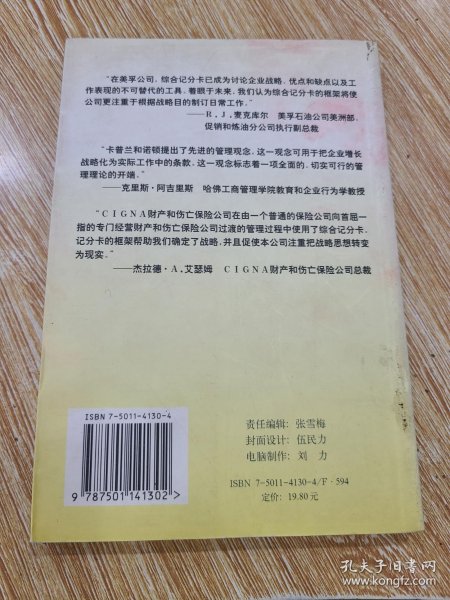 “在美孚公司，综合记分卡已成为讨论企业战略，优点和缺点以及工
作表现的不可替代的工具。着眼于未来，我们认为综合记分卡的框架将使
公司更注重于根据战略目的制订日常工作。”
——R．J．麦克库尔 美孚石油公司美洲部，
促销和炼油分公司执行副总裁
“卡普兰和诺顿提出了先进的管理观念，这一观念可用于把企业增长
战略化为实际工作中的条款，这一观念标志着一项全面的，切实可行的管
理理论的开端。”
——克里斯·阿吉里斯 哈佛工商管理学院教育和企业行为学教授
“CIGNA财产和伤亡保险公司在由一个普通的保险公司向首屈一
指的专门经营财产和伤亡保险公司过渡的管理过程中使用了综合记分卡，
记分卡的框架帮助我们确定了战略，并且促使本公司注重把战略思想转变
为现实。”
——杰拉德·A．艾瑟姆 CIGNA财产和伤亡保险公司总裁
ISBN 7-5011-4130-4
9 787501 141302 >
责任编辑：张雪梅
封面设计：伍民力
电脑制作：刘 力
ISBN 7-5011-4130-4/F·594
定价：19.80元
孔夫子旧书网
www.kongfz.com